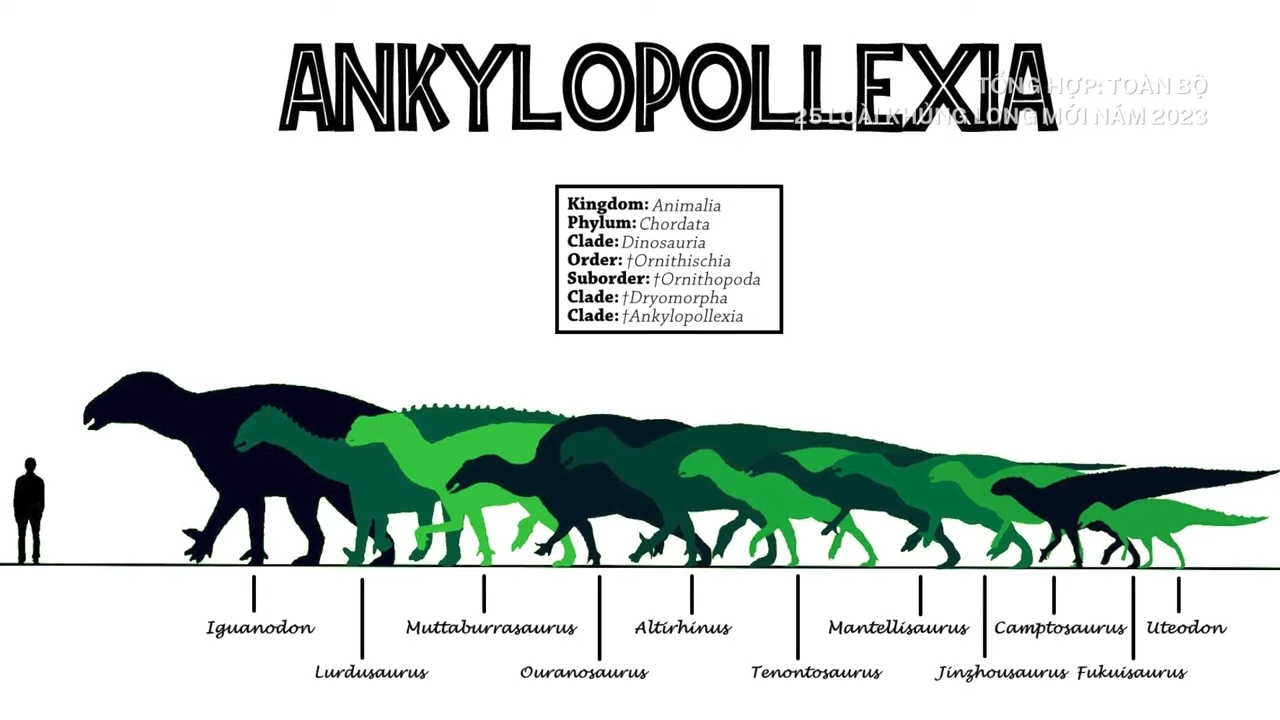 ANKYLOPOLLEXIA
TỔNG HỢP: TOÀN BỘ
25 LOÀI KHỦNG LONG MỚI NĂM 2023
Kingdom: Animalia
Phylum: Chordata
Clade: Dinosauria
Order: †Ornithischia
Suborder: †Ornithopoda
Clade: †Dryomorpha
Clade: †Ankylopollexia
Iguanodon Muttaburrasaurus Altirhinus Mantellisaurus Camptosaurus Uteodon
Lurdusaurus Ouranosaurus Tenontosaurus Jinzhousaurus Fukuisaurus